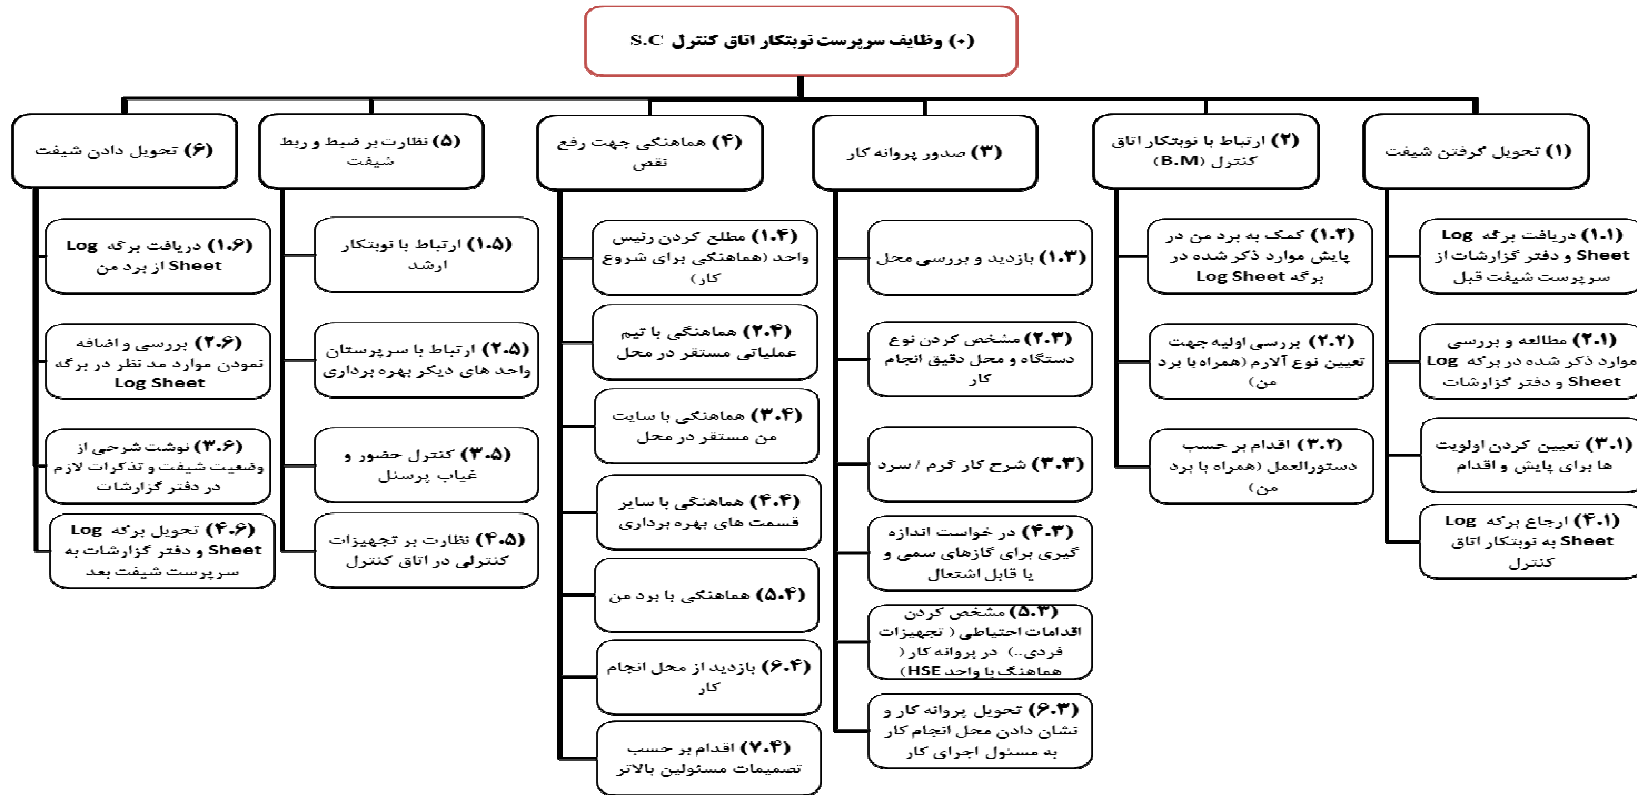 (۰) وظایف سرپرست نوبتکار اتاق کنترل S.C
(۱) تحویل گرفتن شیفت
(۱.۱) دریافت برگه Log
Sheet و دفتر گزارشات از
سرپرست شیفت قبل
(۲.۱) مطالعه و بررسی
موارد ذکر شده در برگه Log
Sheet و دفتر گزارشات
(۳.۱) تعیین کردن اولویت
ها برای پایش و اقدام
(۴.۱) ارجاع برگه Log
Sheet به نوبتکار اتاق
کنترل
(۲) ارتباط با نوبتکار اتاق
کنترل (B.M)
(۱.۲) کمک به برد من در
پایش موارد ذکر شده در
برگه Log Sheet
(۲.۲) بررسی اولیه جهت
تعیین نوع آلارم (همراه با برد
من)
(۳.۲) اقدام بر حسب
دستورالعمل (همراه با برد
من)
(۳) صدور پروانه کار
(۱.۳) بازدید و بررسی محل
(۲.۳) مشخص کردن نوع
دستگاه و محل دقیق انجام
کار
(۳.۳) شرح کار گرم / سرد
(۴.۳) در خواست اندازه
گیری برای گازهای سمی و
یا قابل اشتعال
(۵.۳) مشخص کردن
اقدامات احتیاطی ( تجهیزات
فردی..) در پروانه کار (
هماهنگ با واحد HSE)
(۶.۳) تحویل پروانه کار و
نشان دادن محل انجام کار
به مسئول اجرای کار
(۴) هماهنگی جهت رفع
نقص
(۱.۴) مطلع کردن رئیس
واحد (هماهنگی برای شروع
کار)
(۲.۴) هماهنگی با تیم
عملیاتی مستقر در محل
(۳.۴) هماهنگی با سایت
من مستقر در محل
(۴.۴) هماهنگی با سایر
قسمت های بهره برداری
(۵.۴) هماهنگی با برد من
(۶.۴) بازدید از محل انجام
کار
(۷.۴) اقدام بر حسب
تصمیمات مسئولین بالاتر
(۵) نظارت بر ضبط و ربط
شیفت
(۱.۵) ارتباط با نوبتکار
ارشد
(۲.۵) ارتباط با سرپرستان
واحد های دیگر بهره برداری
(۳.۵) کنترل حضور و
غیاب پرسنل
(۴.۵) نظارت بر تجهیزات
کنترلی در اتاق کنترل
(۶) تحویل دادن شیفت
(۱.۶) دریافت برگه Log
Sheet از برد من
(۲.۶) بررسی و اضافه
نمودن موارد مد نظر در برگه
Log Sheet
(۳.۶) نوشت شرحی از
وضعیت شیفت و تذکرات لازم
در دفتر گزارشات
(۴.۶) تحویل برگه Log
Sheet و دفتر گزارشات به
سرپرست شیفت بعد